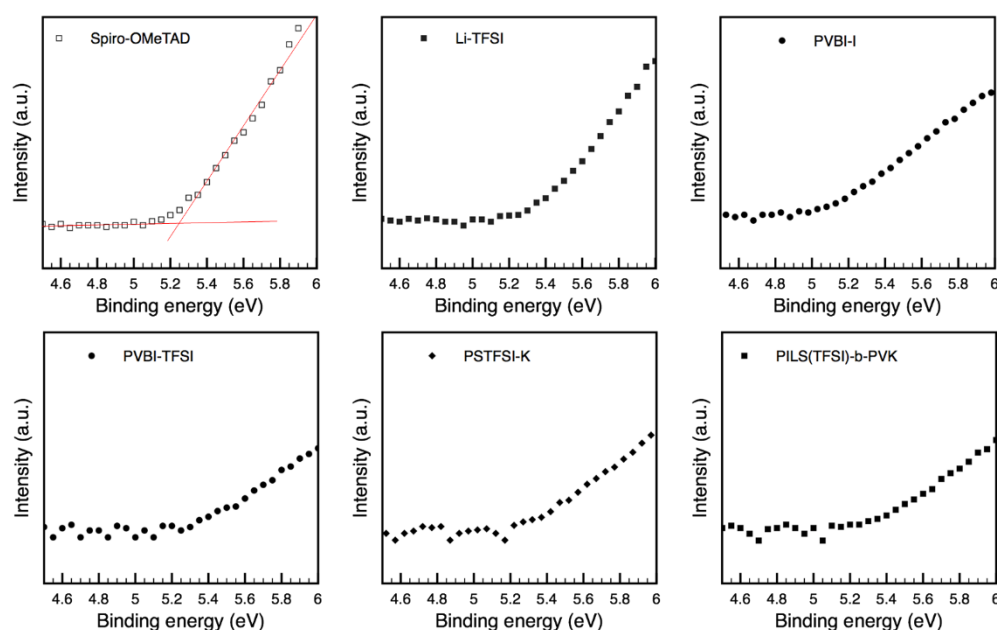 Spiro-OMeTAD
Intensity (a.u.)
4.6 4.8 5 5.2 5.4 5.6 5.8 6
Binding energy (eV)
Li-TFSI
Intensity (a.u.)
4.6 4.8 5 5.2 5.4 5.6 5.8 6
Binding energy (eV)
PVBI-I
Intensity (a.u.)
4.6 4.8 5 5.2 5.4 5.6 5.8 6
Binding energy (eV)
PVBI-TFSI
Intensity (a.u.)
4.6 4.8 5 5.2 5.4 5.6 5.8 6
Binding energy (eV)
PSTFSI-K
Intensity (a.u.)
4.6 4.8 5 5.2 5.4 5.6 5.8 6
Binding energy (eV)
PILS(TFSI)-b-PVK
Intensity (a.u.)
4.6 4.8 5 5.2 5.4 5.6 5.8 6
Binding energy (eV)